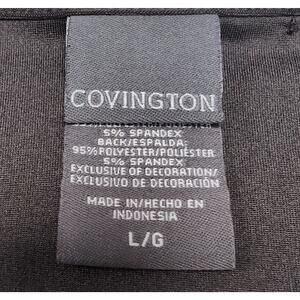 COVINGTON
5% SPANDEX
BACK/ESPALDA:
95% POLYESTER/POLIÉSTER
5% SPANDEX
EXCLUSIVE OF DECORATION/
EXCLUSIVO DE DECORACIÓN
MADE IN/HECHO EN
INDONESIA
L/G